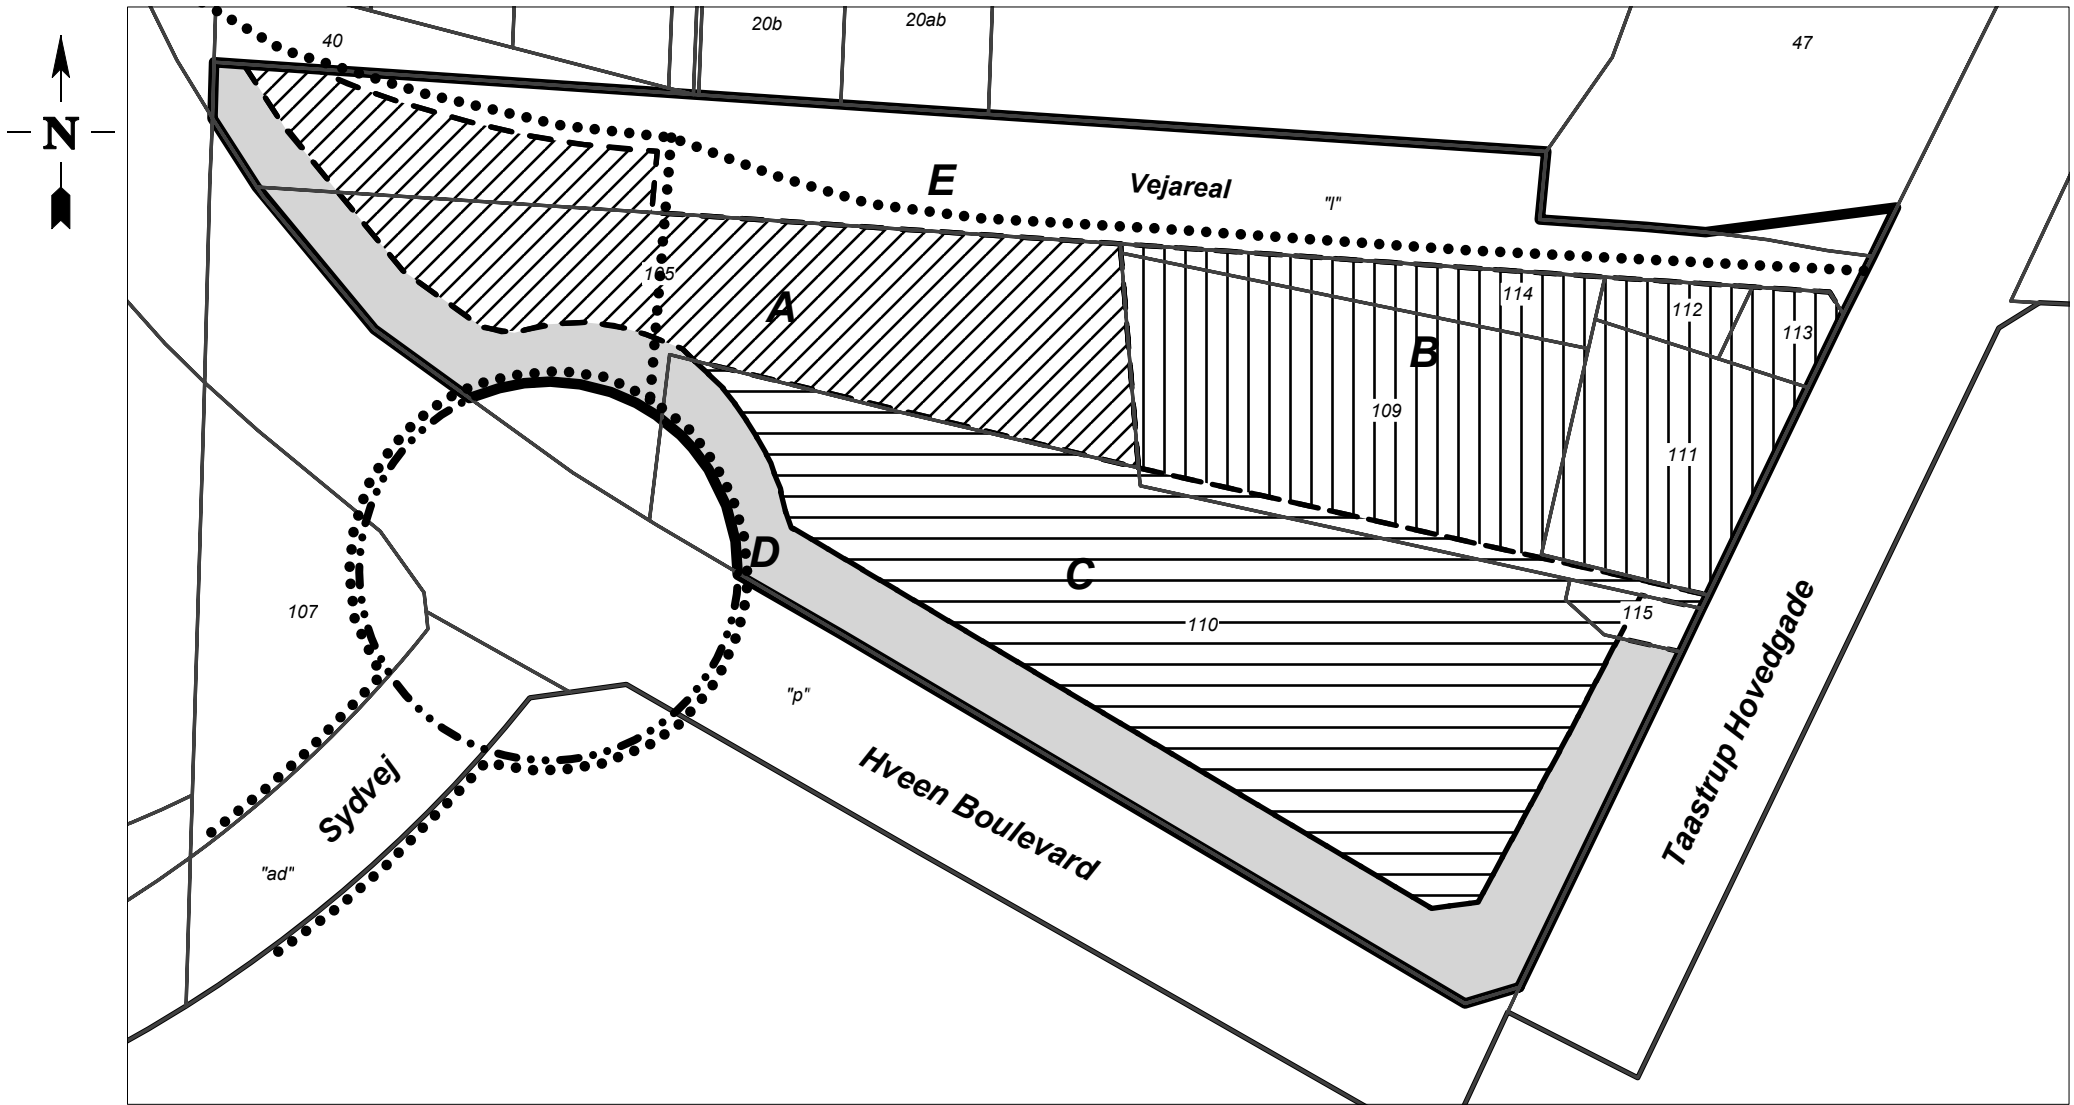 20b
20ab
40
47
N
E
Vejareal
"l"
105
A
114
112
113
B
109
111
D
C
110
115
107
"p"
Sydvej
Hveen Boulevard
Taastrup Hovedgade
"ad"